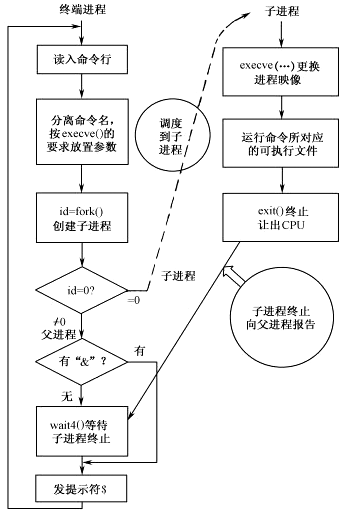 终端进程
读入命令行
分离命令名，
按execve()的
要求放置参数
id=fork()
创建子进程
id=0?
=0
子进程
≠0
父进程
有“&”？
有
无
wait4()等待
子进程终止
发提示符$
调度
到子
进程
子进程
execve(…)更换
进程映像
运行命令所对应
的可执行文件
exit()终止
让出CPU
子进程终止
向父进程报告